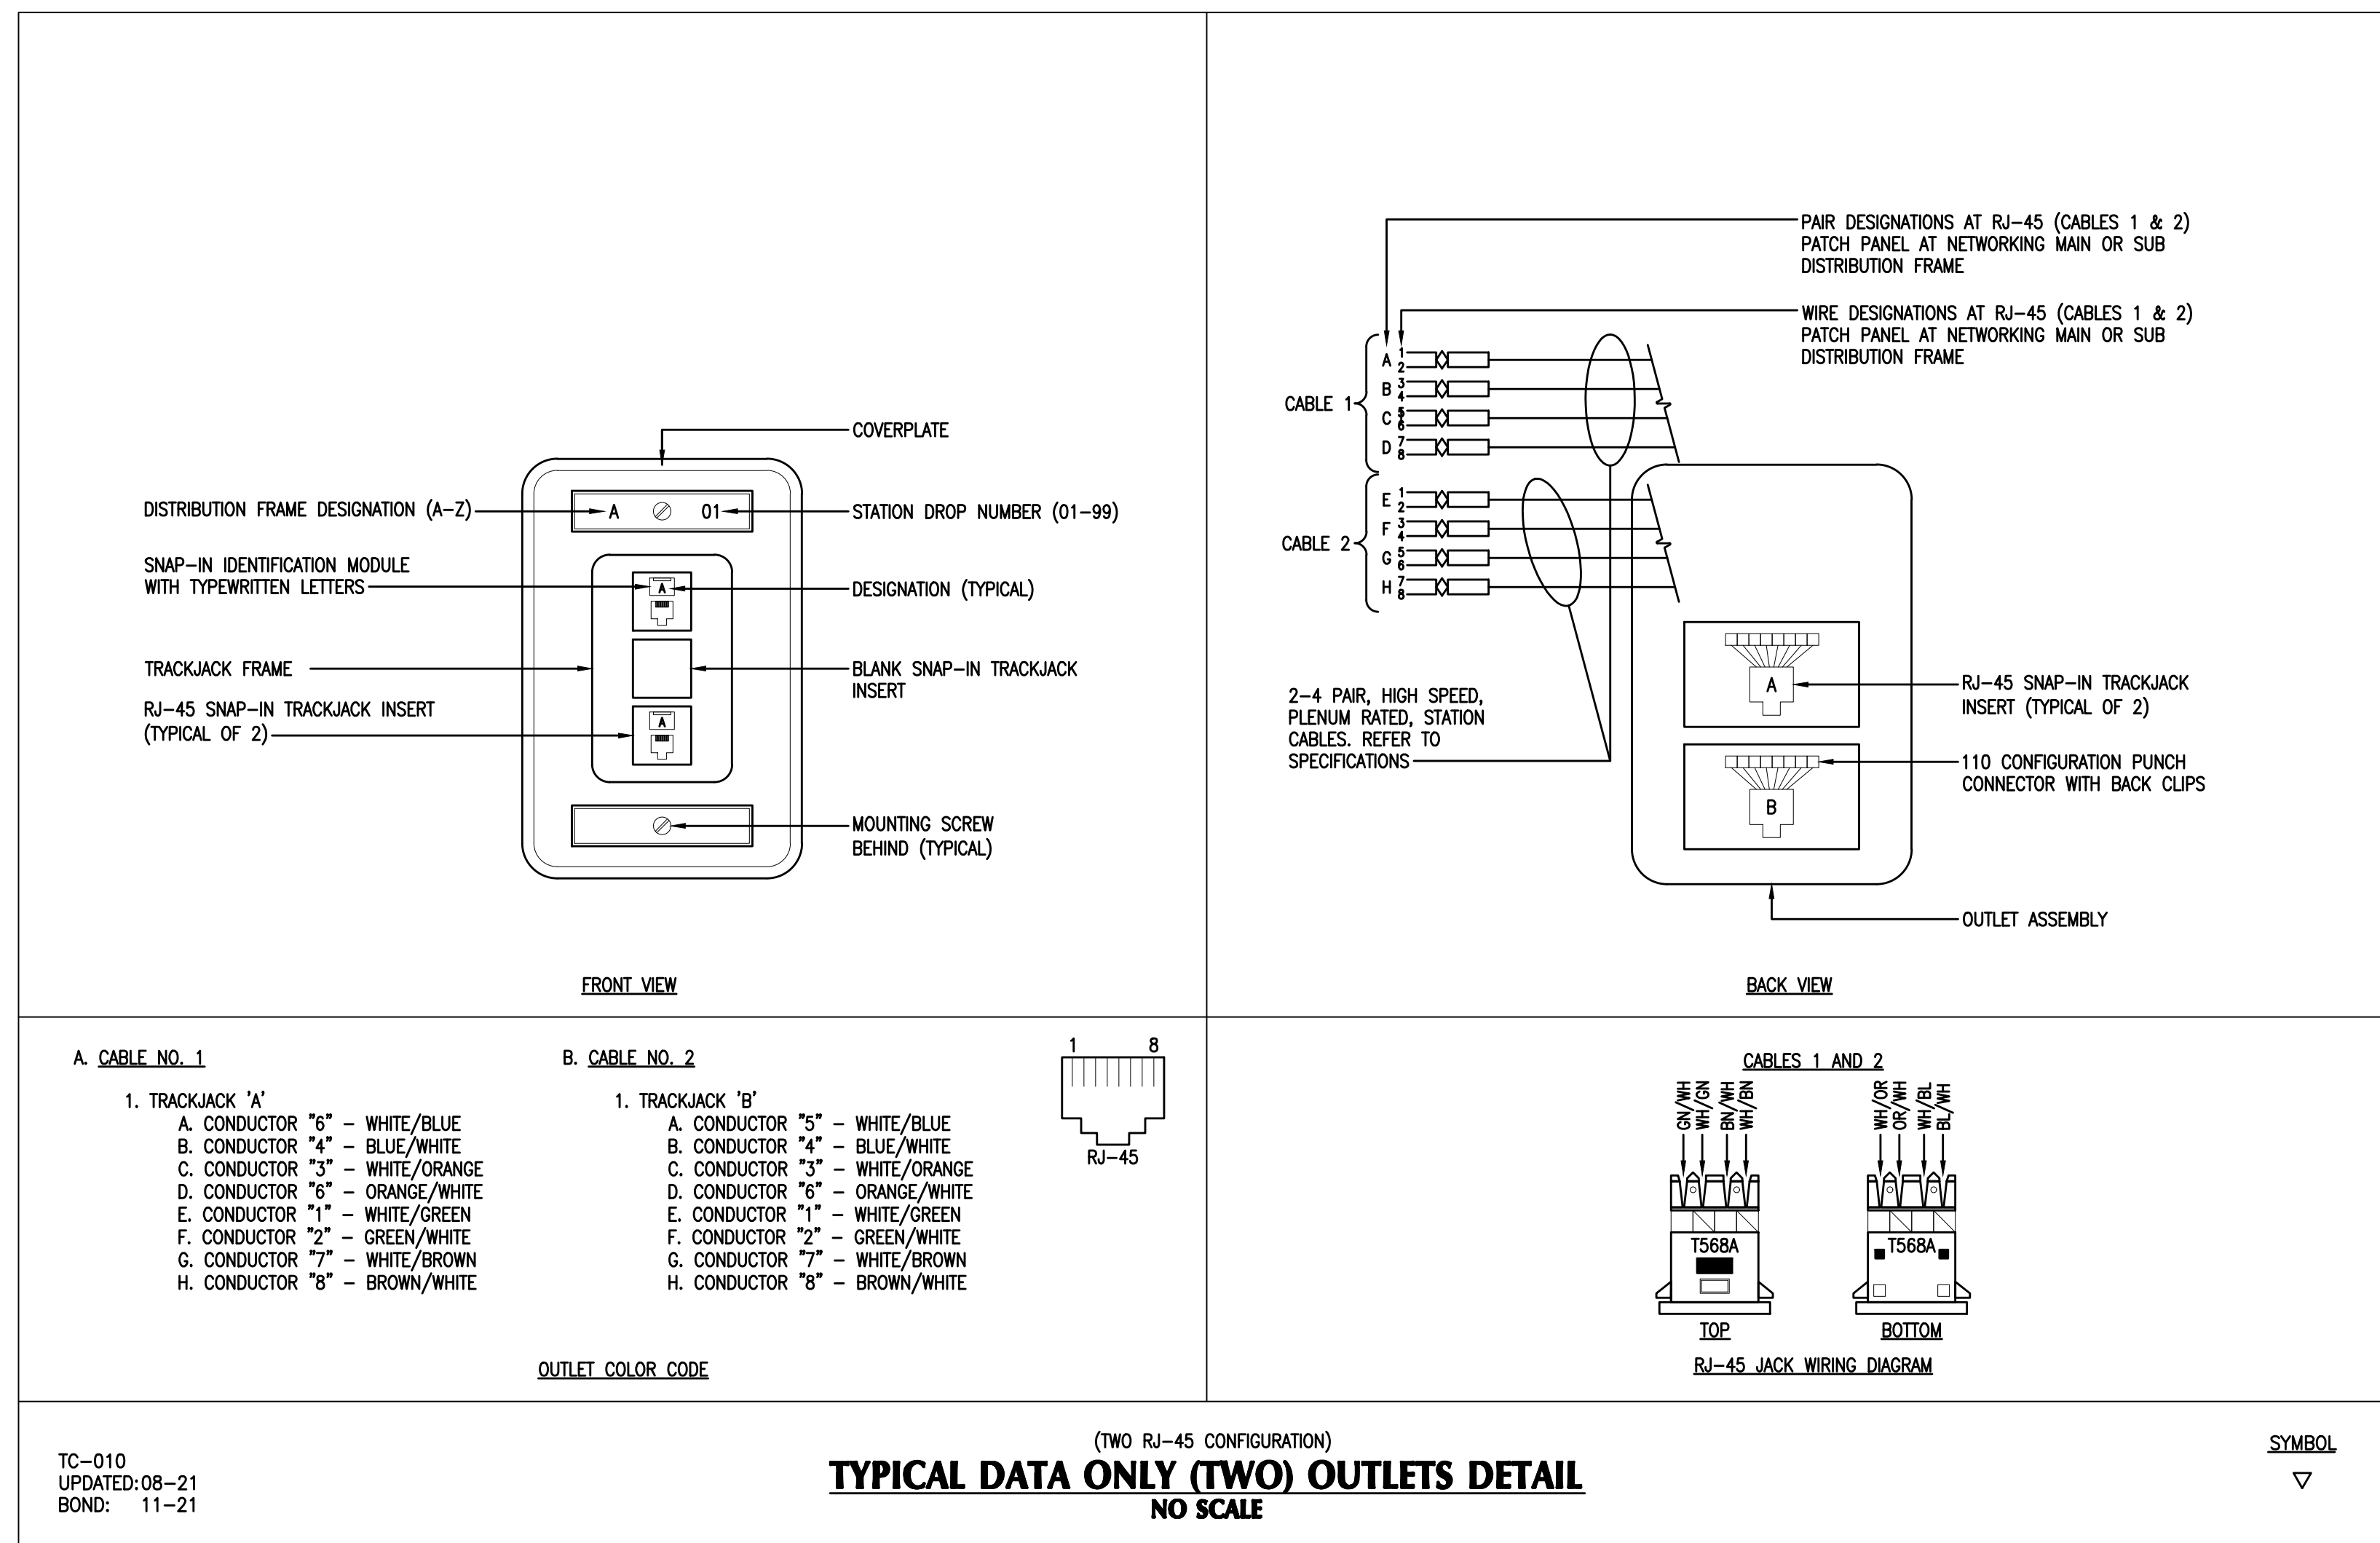 COVERPLATE
DISTRIBUTION FRAME DESIGNATION (A-Z)
A
01
STATION DROP NUMBER (01-99)
SNAP-IN IDENTIFICATION MODULE
WITH TYPEWRITTEN LETTERS
A
DESIGNATION (TYPICAL)
TRACKJACK FRAME
BLANK SNAP-IN TRACKJACK
INSERT
RJ-45 SNAP-IN TRACKJACK INSERT
(TYPICAL OF 2)
A
MOUNTING SCREW
BEHIND (TYPICAL)
FRONT VIEW
PAIR DESIGNATIONS AT RJ-45 (CABLES 1 & 2)
PATCH PANEL AT NETWORKING MAIN OR SUB
DISTRIBUTION FRAME
WIRE DESIGNATIONS AT RJ-45 (CABLES 1 & 2)
PATCH PANEL AT NETWORKING MAIN OR SUB
DISTRIBUTION FRAME
CABLE 1
A 1
2
B 3
4
C 5
6
D 7
8
CABLE 2
E 1
2
F 3
4
G 5
6
H 7
8
2-4 PAIR, HIGH SPEED,
PLENUM RATED, STATION
CABLES. REFER TO
SPECIFICATIONS
A
RJ-45 SNAP-IN TRACKJACK
INSERT (TYPICAL OF 2)
B
110 CONFIGURATION PUNCH
CONNECTOR WITH BACK CLIPS
OUTLET ASSEMBLY
BACK VIEW
A. CABLE NO. 1
1. TRACKJACK 'A'
A. CONDUCTOR "6" - WHITE/BLUE
B. CONDUCTOR "4" - BLUE/WHITE
C. CONDUCTOR "3" - WHITE/ORANGE
D. CONDUCTOR "6" - ORANGE/WHITE
E. CONDUCTOR "1" - WHITE/GREEN
F. CONDUCTOR "2" - GREEN/WHITE
G. CONDUCTOR "7" - WHITE/BROWN
H. CONDUCTOR "8" - BROWN/WHITE
B. CABLE NO. 2
1. TRACKJACK 'B'
A. CONDUCTOR "5" - WHITE/BLUE
B. CONDUCTOR "4" - BLUE/WHITE
C. CONDUCTOR "3" - WHITE/ORANGE
D. CONDUCTOR "6" - ORANGE/WHITE
E. CONDUCTOR "1" - WHITE/GREEN
F. CONDUCTOR "2" - GREEN/WHITE
G. CONDUCTOR "7" - WHITE/BROWN
H. CONDUCTOR "8" - BROWN/WHITE
1 8
RJ-45
OUTLET COLOR CODE
CABLES 1 AND 2
GN/WH
WH/GN
BN/WH
WH/BN
WH/OR
OR/WH
WH/BL
BL/WH
T568A
T568A
TOP
BOTTOM
RJ-45 JACK WIRING DIAGRAM
TC-010
UPDATED:08-21
BOND: 11-21
(TWO RJ-45 CONFIGURATION)
TYPICAL DATA ONLY (TWO) OUTLETS DETAIL
NO SCALE
SYMBOL